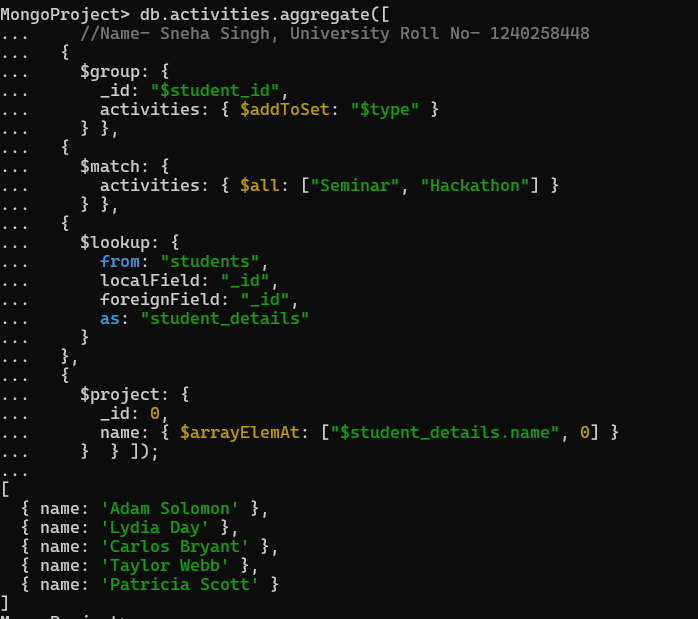 MongoProject> db.activities.aggregate([
...     //Name- Sneha Singh, University Roll No- 1240258448
...   {
...     $group: {
...       _id: "$student_id",
...       activities: { $addToSet: "$type" }
...     } },
...   {
...     $match: {
...       activities: { $all: ["Seminar", "Hackathon"] }
...     } },
...   {
...     $lookup: {
...       from: "students",
...       localField: "_id",
...       foreignField: "_id",
...       as: "student_details"
...     }
...   },
...   {
...     $project: {
...       _id: 0,
...       name: { $arrayElemAt: ["$student_details.name", 0] }
...     }  } ]);
...
[
  { name: 'Adam Solomon' },
  { name: 'Lydia Day' },
  { name: 'Carlos Bryant' },
  { name: 'Taylor Webb' },
  { name: 'Patricia Scott' }
]
MongoProject>